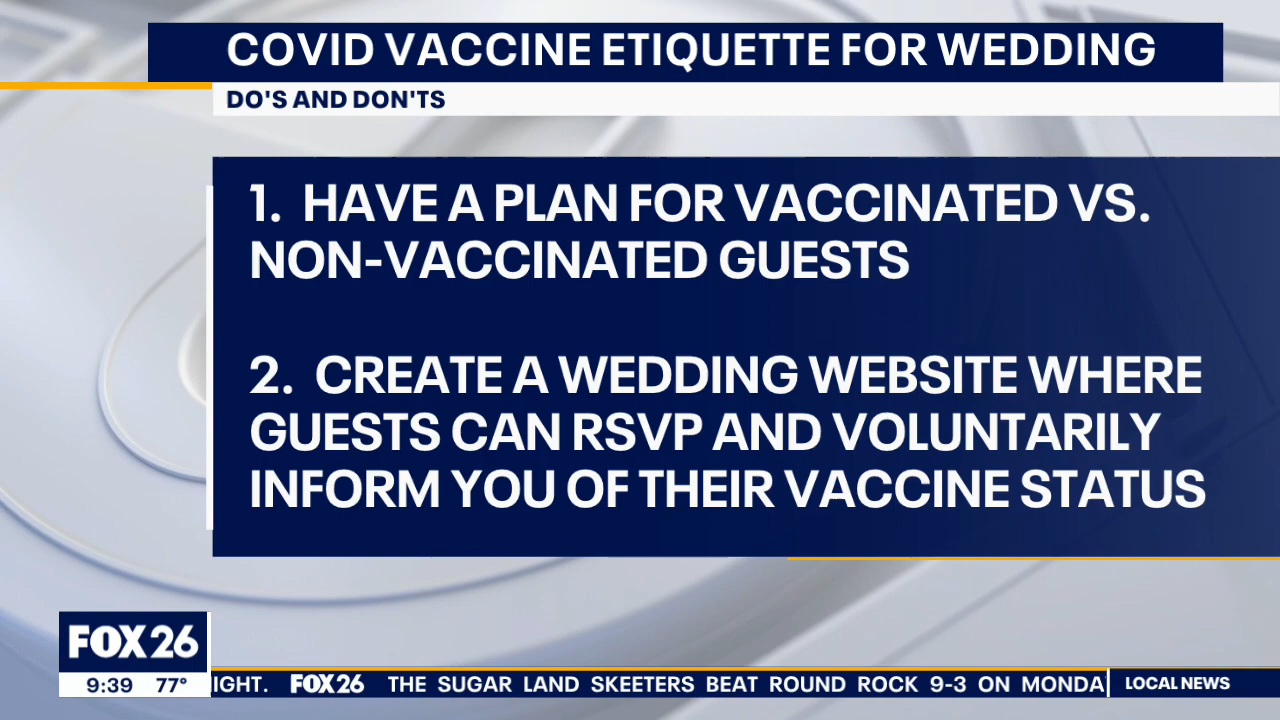 COVID VACCINE ETIQUETTE FOR WEDDING
DO'S AND DON'TS
1. HAVE A PLAN FOR VACCINATED VS.
NON-VACCINATED GUESTS
2. CREATE A WEDDING WEBSITE WHERE
GUESTS CAN RSVP AND VOLUNTARILY
INFORM YOU OF THEIR VACCINE STATUS
FOX 26
9:39 77°
IGHT. FOX 26 THE SUGAR LAND SKEETERS BEAT ROUND ROCK 9-3 ON MONDA
LOCAL NEWS